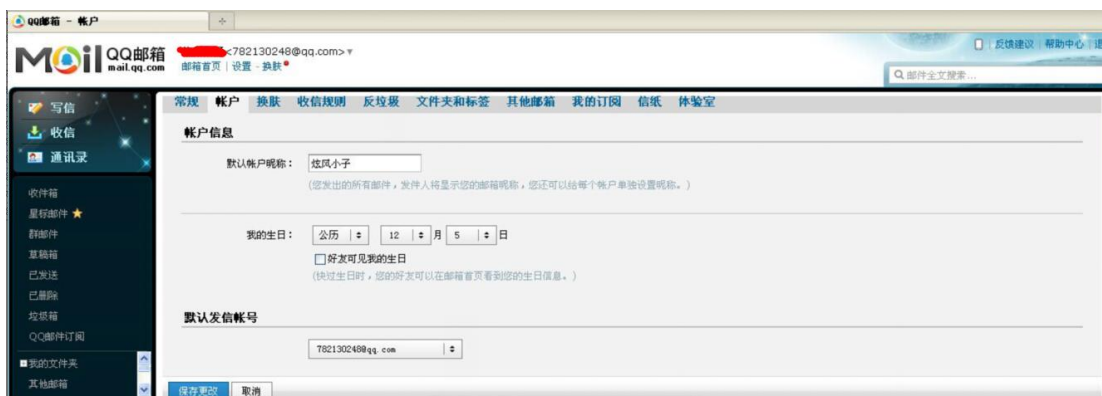 QQ邮箱 - 帐户
MOil QQ邮箱 mail.qq.com
<782130248@qq.com>
邮箱首页 | 设置 - 换肤
反馈建议 | 帮助中心 |
邮件全文搜索...
写信
收信
通讯录
收件箱
星标邮件
群邮件
草稿箱
已发送
已删除
垃圾箱
QQ邮件订阅
我的文件夹
其他邮箱
常规 帐户 换肤 收信规则 反垃圾 文件夹和标签 其他邮箱 我的订阅 信纸 体验室
帐户信息
默认帐户昵称： 炫风小子
(您发出的所有邮件，发件人将显示您的邮箱昵称，您还可以给每个帐户单独设置昵称。)
我的生日： 公历 12 月 5 日
好友可见我的生日
(快过生日时，您的好友可以在邮箱首页看到您的生日信息。)
默认发信帐号
782130248@qq.com
保存更改 取消